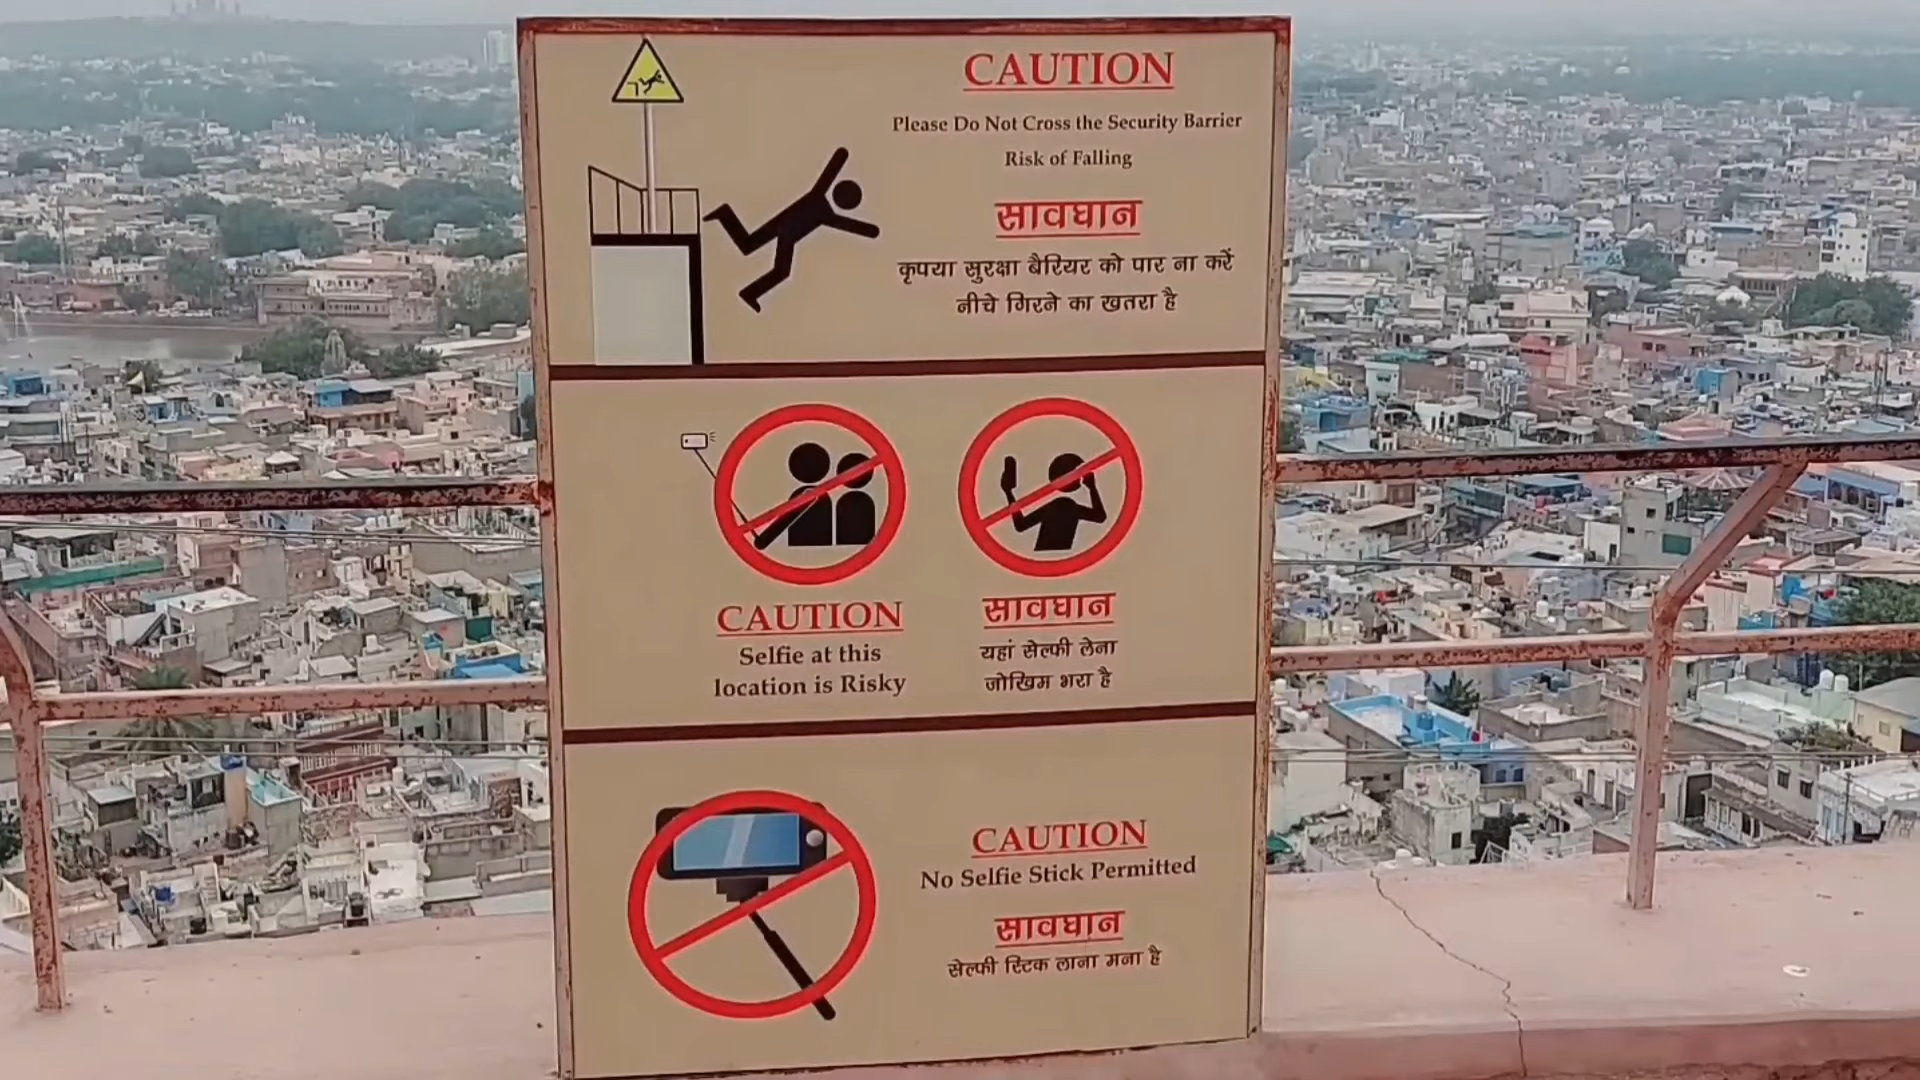 CAUTION
Please Do Not Cross the Security Barrier
Risk of Falling
सावधान
कृपया सुरक्षा बैरियर को पार ना करें
नीचे गिरने का खतरा है
CAUTION
Selfie at this
location is Risky
सावधान
यहां सेल्फी लेना
जोखिम भरा है
CAUTION
No Selfie Stick Permitted
सावधान
सेल्फी स्टिक लाना मना है